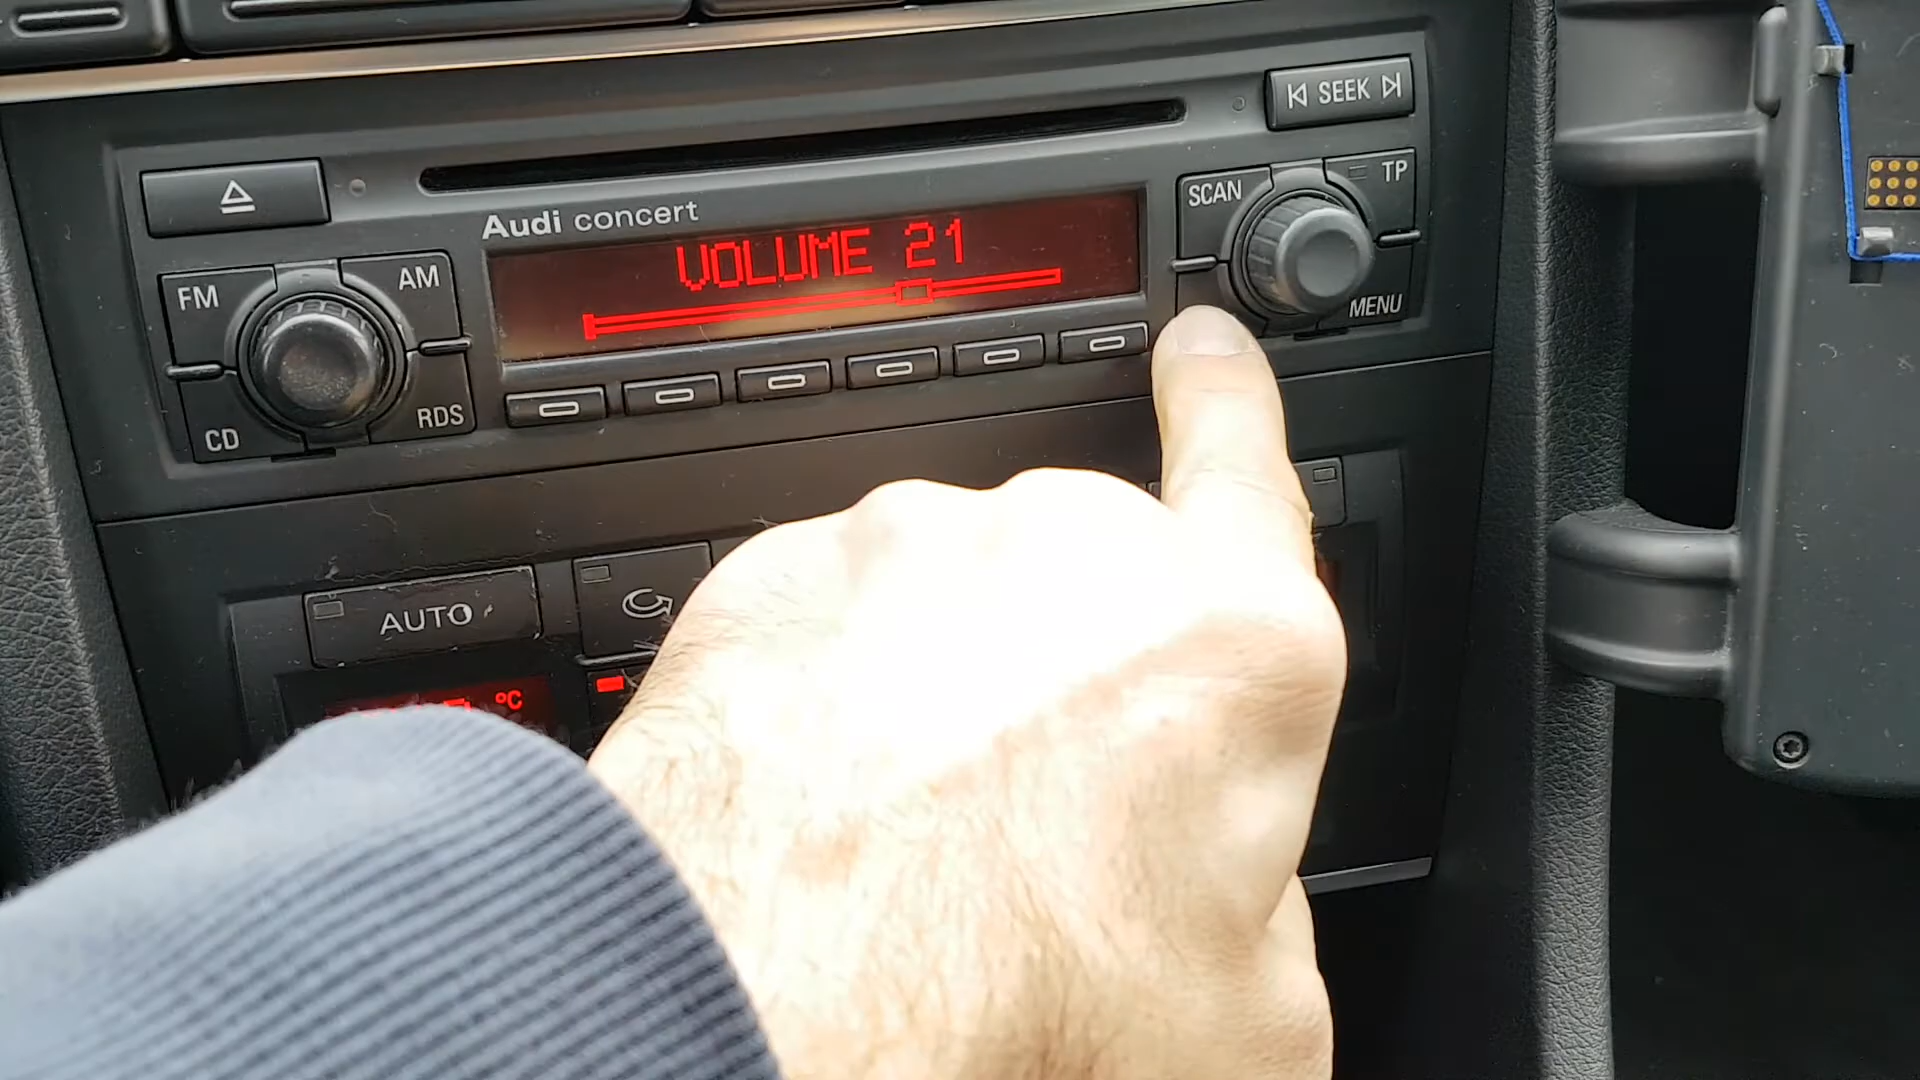 SEEK
SCAN
TP
Audi concert
VOLUME 21
FM
AM
MENU
CD
RDS
AUTO
°C